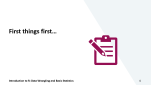 First things first…
Introduction to R: Data Wrangling and Basic Statistics